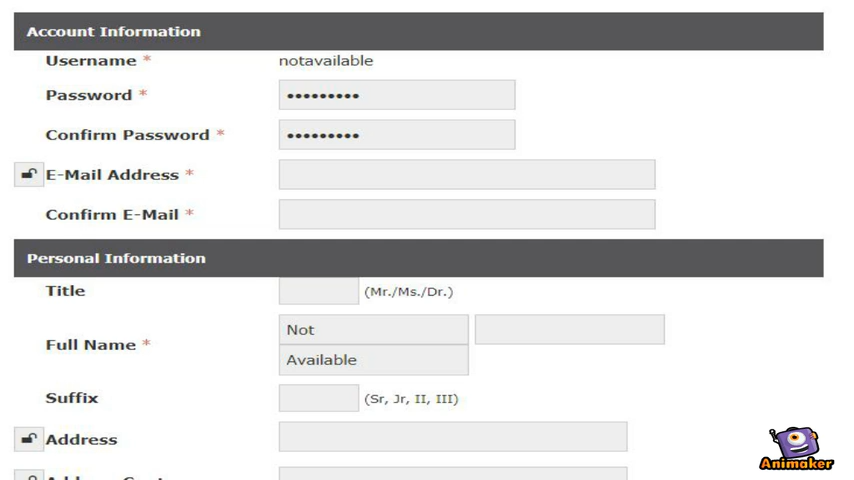 Account Information
Username * notavailable
Password * •••••••••
Confirm Password * •••••••••
E-Mail Address *
Confirm E-Mail *
Personal Information
Title (Mr./Ms./Dr.)
Not
Full Name *
Available
Suffix (Sr, Jr, II, III)
Address
Animaker